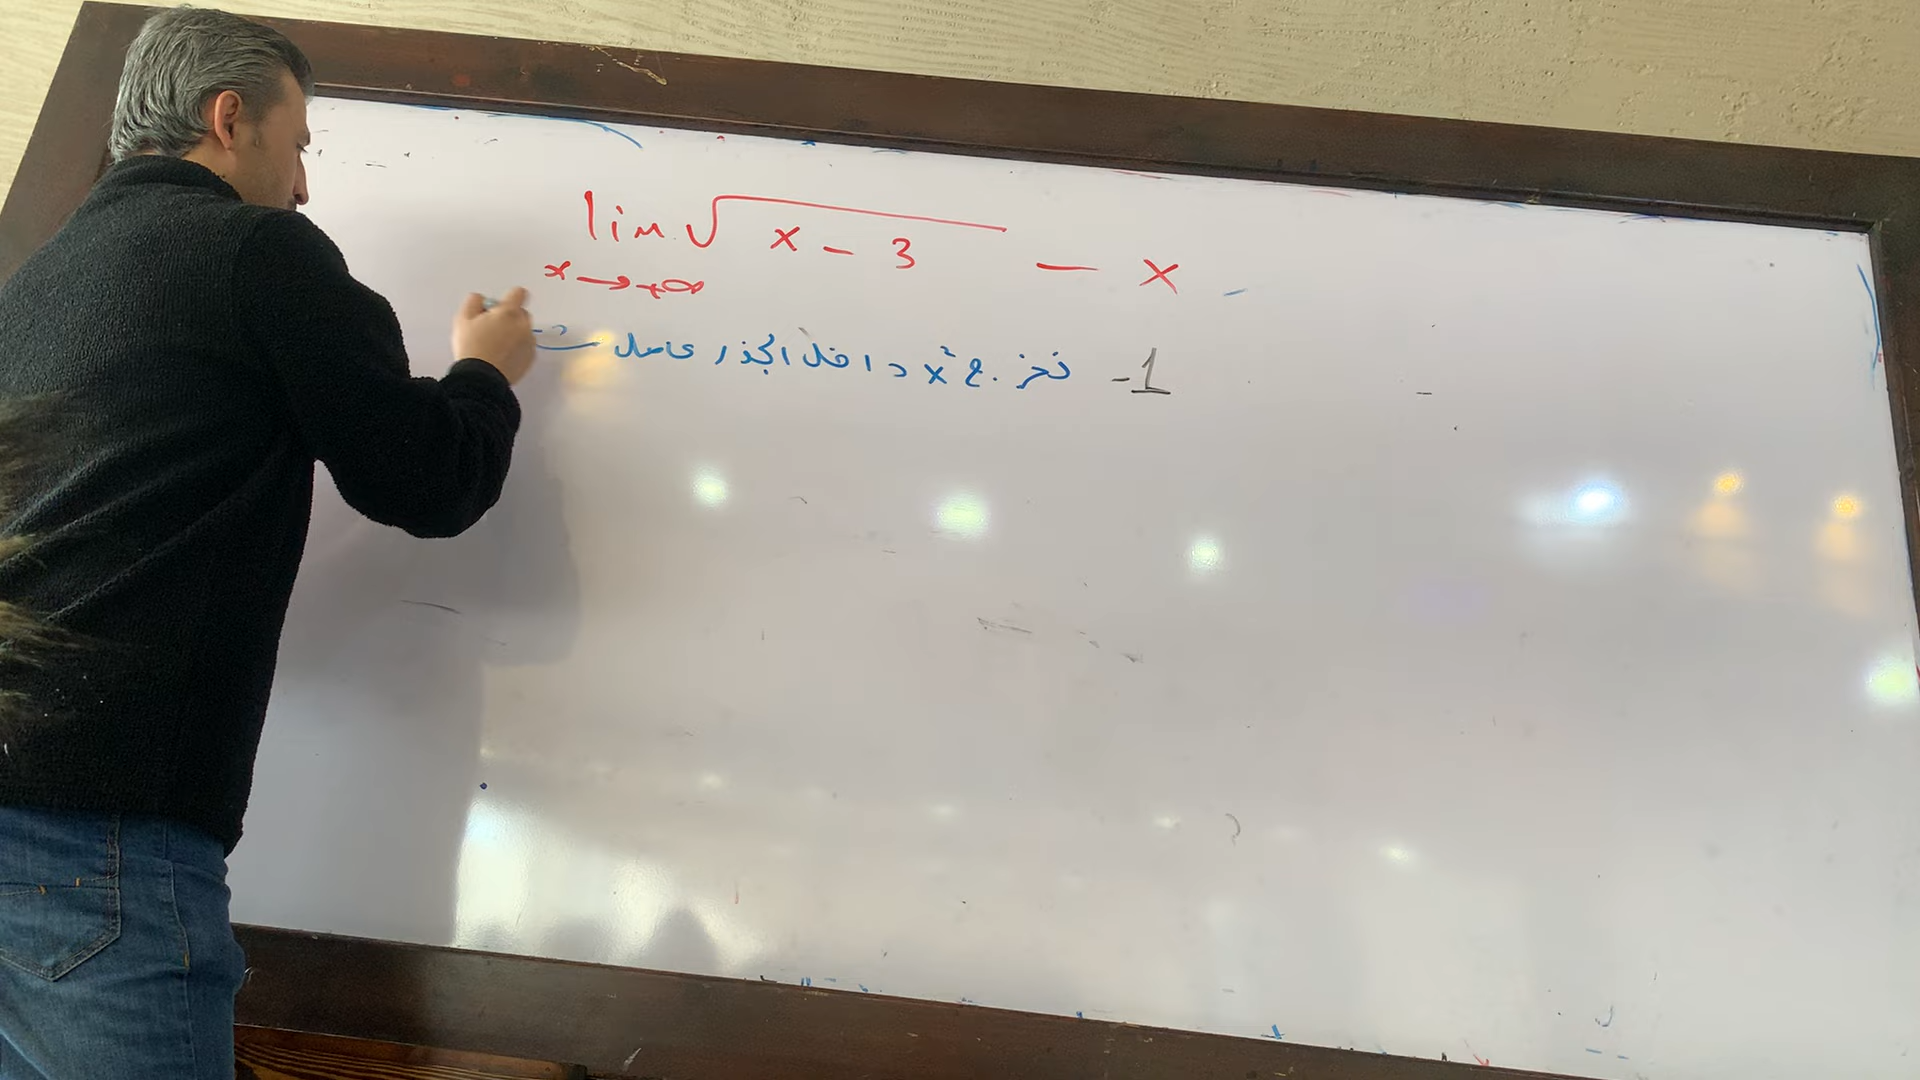 lim √(x - 3) - x
x → +∞
1- نخرج x² داخل الجذر عامل